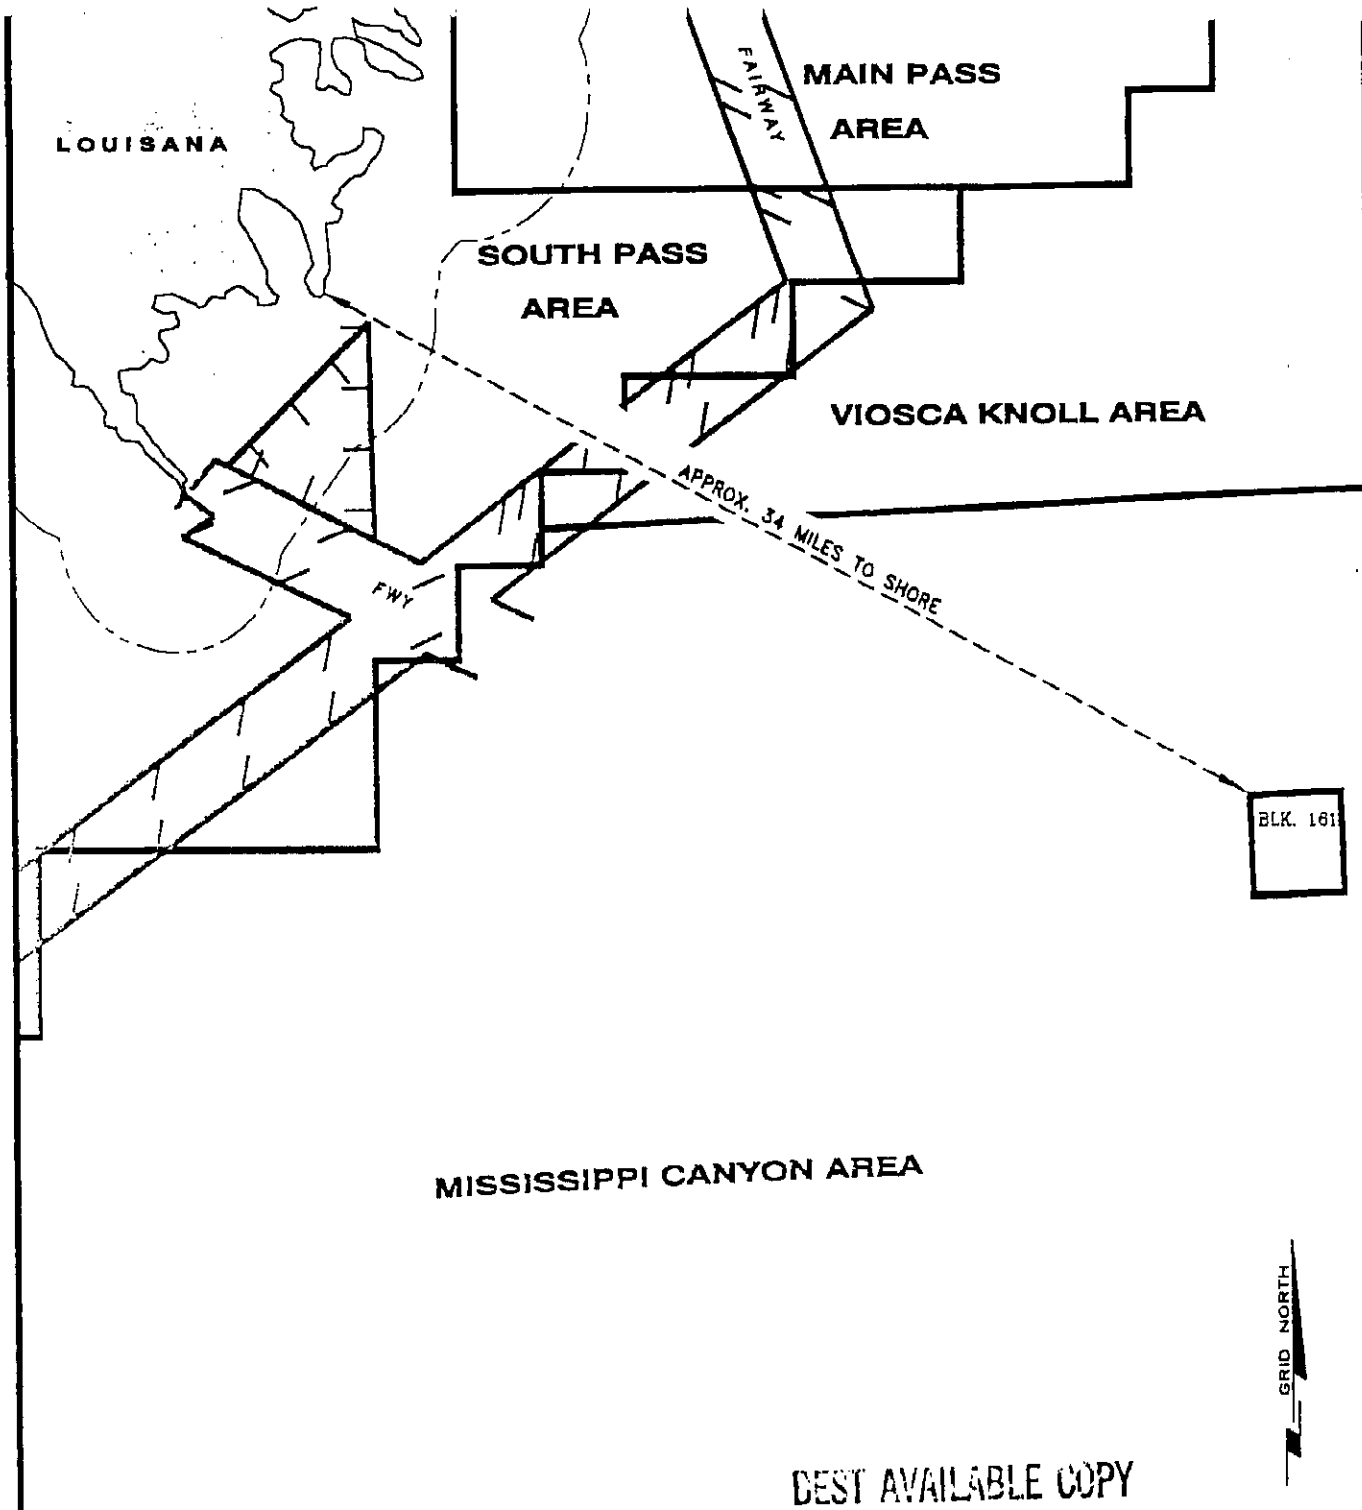 MAIN PASS
AREA
FAIRWAY
LOUISANA
SOUTH PASS
AREA
VIOSCA KNOLL AREA
APPROX. 34 MILES TO SHORE
FWY
BLK. 161
MISSISSIPPI CANYON AREA
GRID NORTH
BEST AVAILABLE COPY